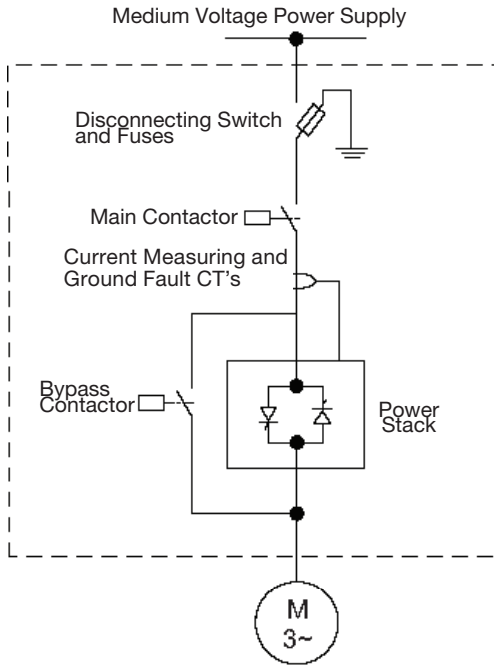 Medium Voltage Power Supply
Disconnecting Switch
and Fuses
Main Contactor
Current Measuring and
Ground Fault CT's
Bypass
Contactor
Power
Stack
M
3~